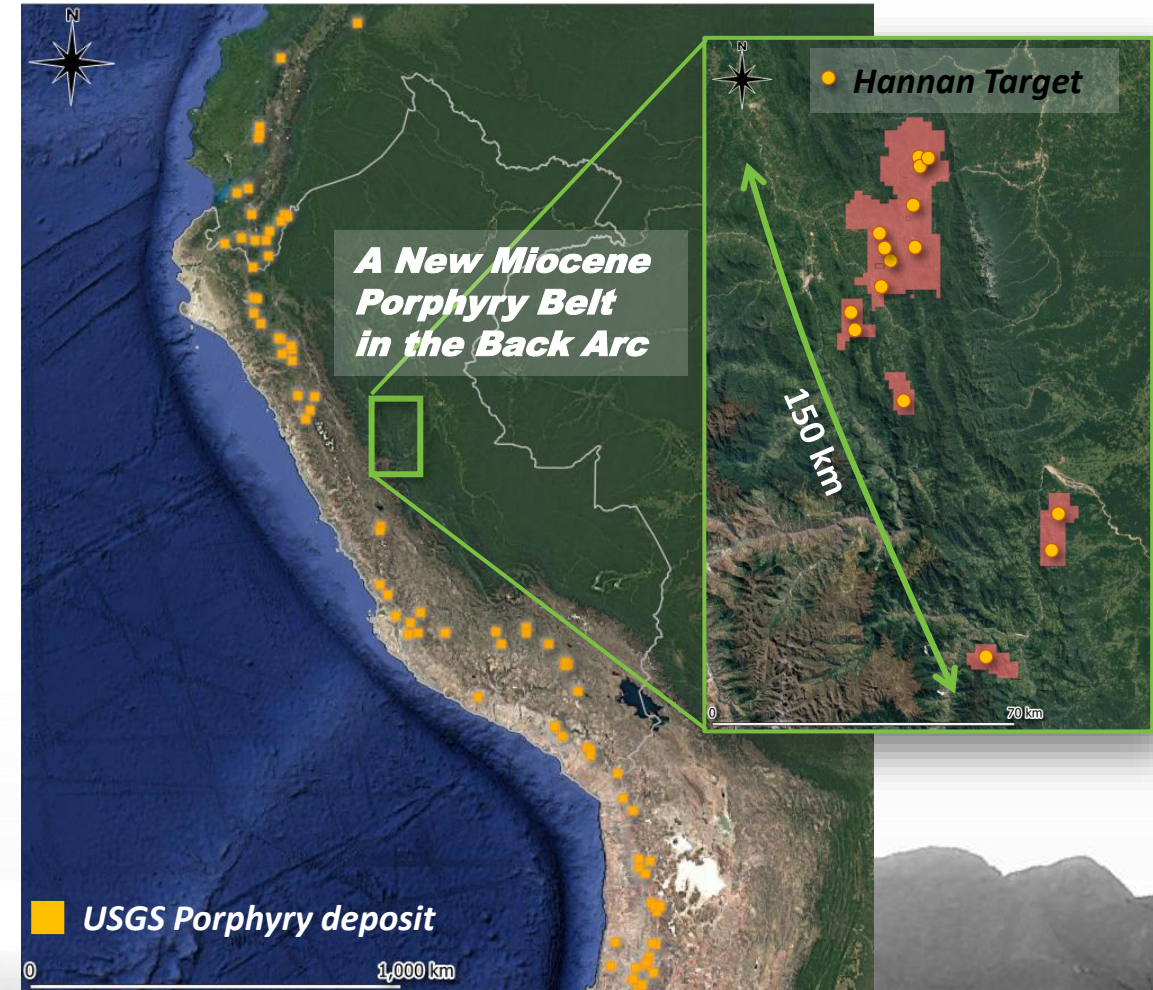 N
N
Hannan Target
A New Miocene
Porphyry Belt
in the Back Arc
150 km
0
70 km
USGS Porphyry deposit
0
1,000 km